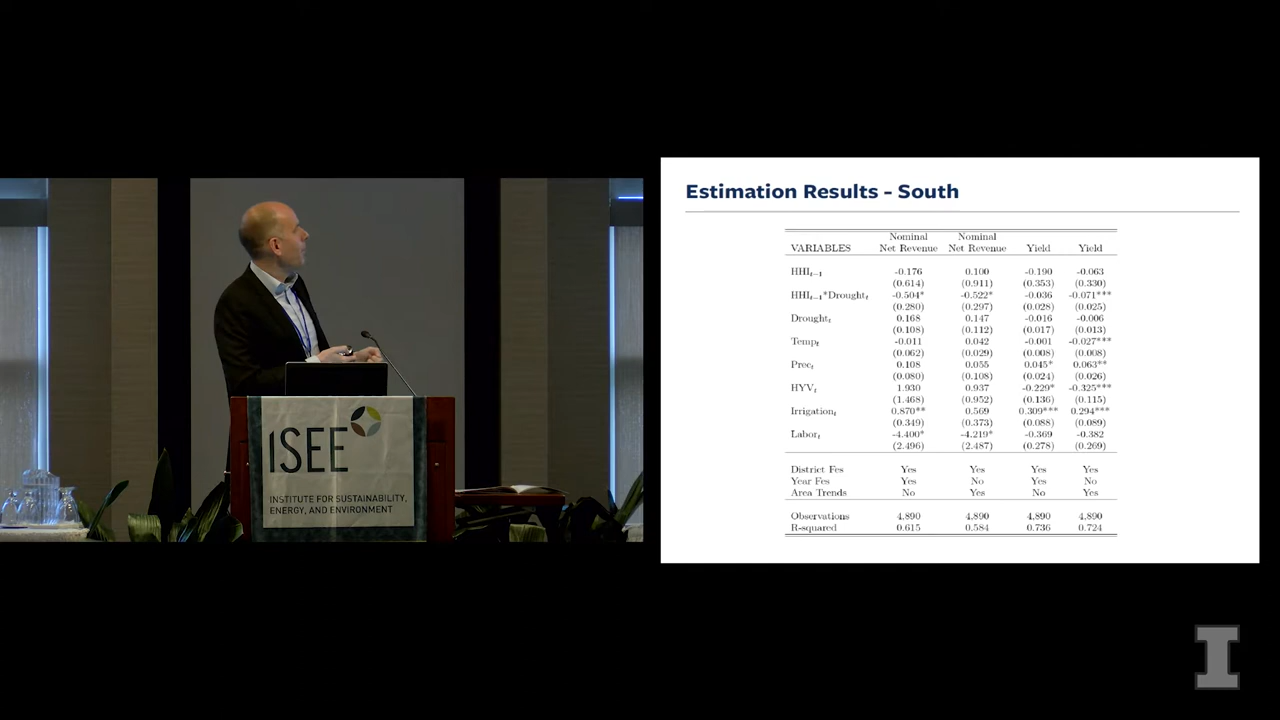 ISEE
INSTITUTE FOR SUSTAINABILITY,
ENERGY, AND ENVIRONMENT
Estimation Results - South
Nominal Nominal
VARIABLES Net Revenue Net Revenue Yield Yield
HHIₜ₋₁ -0.176 0.100 -0.190 -0.063
(0.614) (0.911) (0.353) (0.330)
HHIₜ₋₁*Droughtₜ -0.504* -0.522* -0.036 -0.071***
(0.280) (0.297) (0.028) (0.025)
Droughtₜ 0.168 0.147 -0.016 -0.006
(0.108) (0.112) (0.017) (0.013)
Tempₜ -0.011 0.042 -0.001 -0.027***
(0.062) (0.029) (0.008) (0.008)
Precₜ 0.108 0.055 0.045* 0.063**
(0.080) (0.108) (0.024) (0.026)
HYVₜ 1.930 0.937 -0.229* -0.325***
(1.468) (0.952) (0.136) (0.115)
Irrigationₜ 0.870** 0.569 0.309*** 0.294***
(0.349) (0.373) (0.088) (0.089)
Laborₜ -4.400* -4.219* -0.369 -0.382
(2.496) (2.487) (0.278) (0.269)
District Fes Yes Yes Yes Yes
Year Fes Yes No Yes No
Area Trends No Yes No Yes
Observations 4,890 4,890 4,890 4,890
R-squared 0.615 0.584 0.736 0.724
I